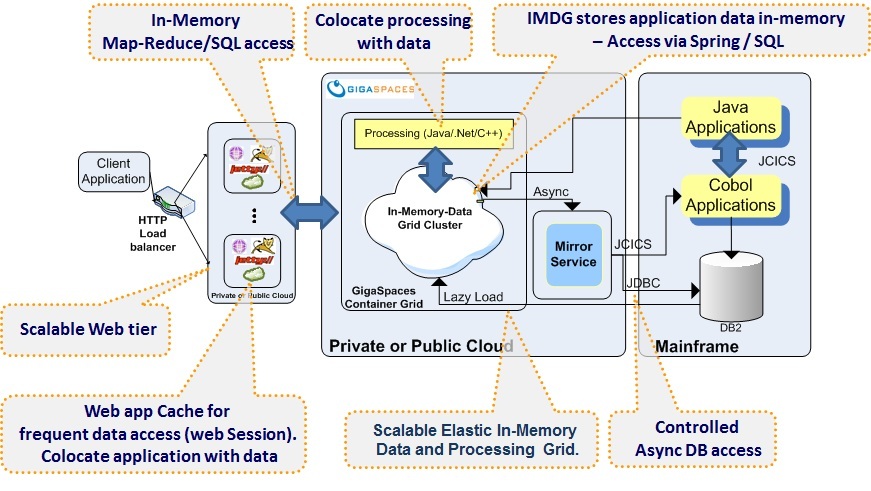 In-Memory
Map-Reduce/SQL access
Colocate processing
with data
IMDG stores application data in-memory
– Access via Spring / SQL
GIGASPACES
Processing (Java/.Net/C++)
Java
Applications
JCICS
Cobol
Applications
Client
Application
HTTP
Load
balancer
jetty://
jetty://
Private or Public Cloud
In-Memory-Data
Grid Cluster
Async
Mirror
Service
JCICS
JDBC
GigaSpaces
Container Grid
Lazy Load
DB2
Private or Public Cloud
Mainframe
Scalable Web tier
Web app Cache for
frequent data access (web Session).
Colocate application with data
Scalable Elastic In-Memory
Data and Processing Grid.
Controlled
Async DB access